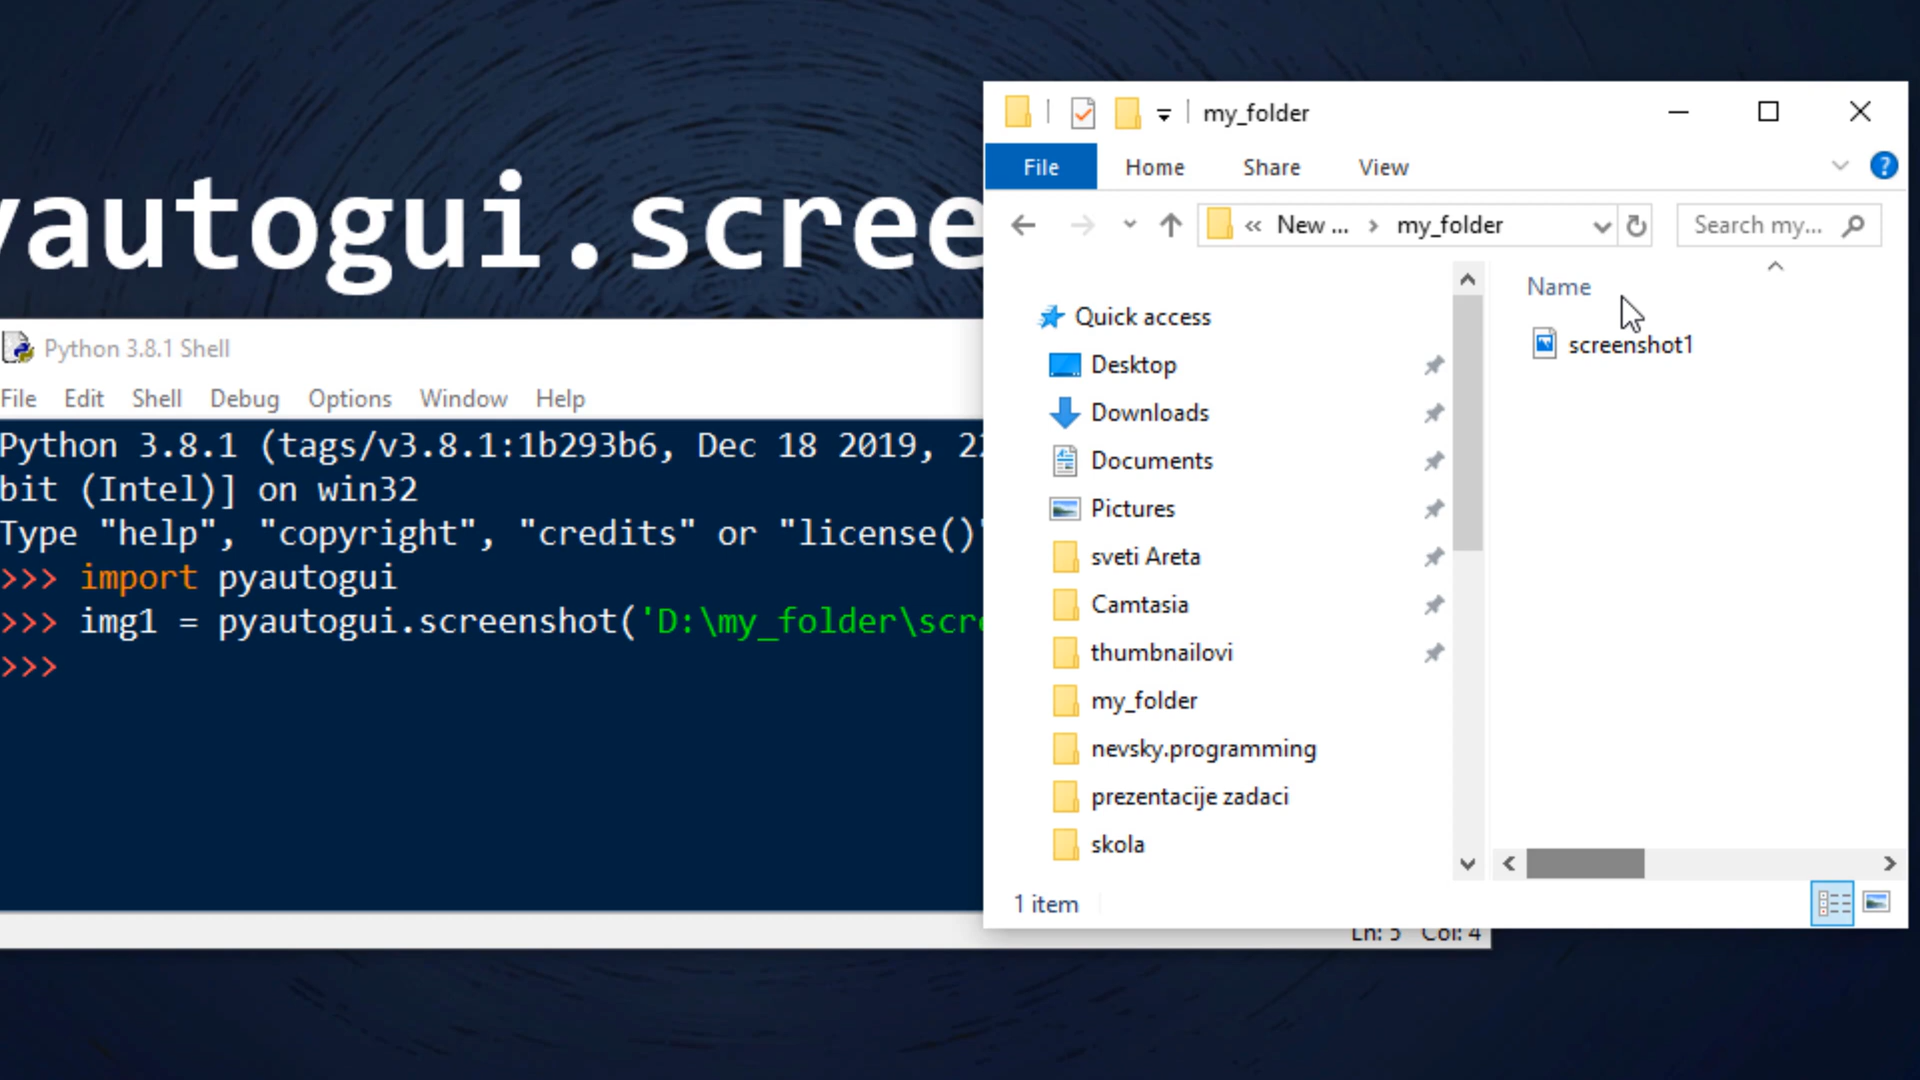 yautogui.scree
Python 3.8.1 Shell
File Edit Shell Debug Options Window Help
Python 3.8.1 (tags/v3.8.1:1b293b6, Dec 18 2019, 2
bit (Intel)] on win32
Type "help", "copyright", "credits" or "license()"
>>> import pyautogui
>>> img1 = pyautogui.screenshot('D:\my_folder\scre
>>>
Ln: 5 Col: 4
my_folder
File Home Share View
« New ... > my_folder
Search my...
Name
screenshot1
Quick access
Desktop
Downloads
Documents
Pictures
sveti Areta
Camtasia
thumbnailovi
my_folder
nevsky.programming
prezentacije zadaci
skola
1 item